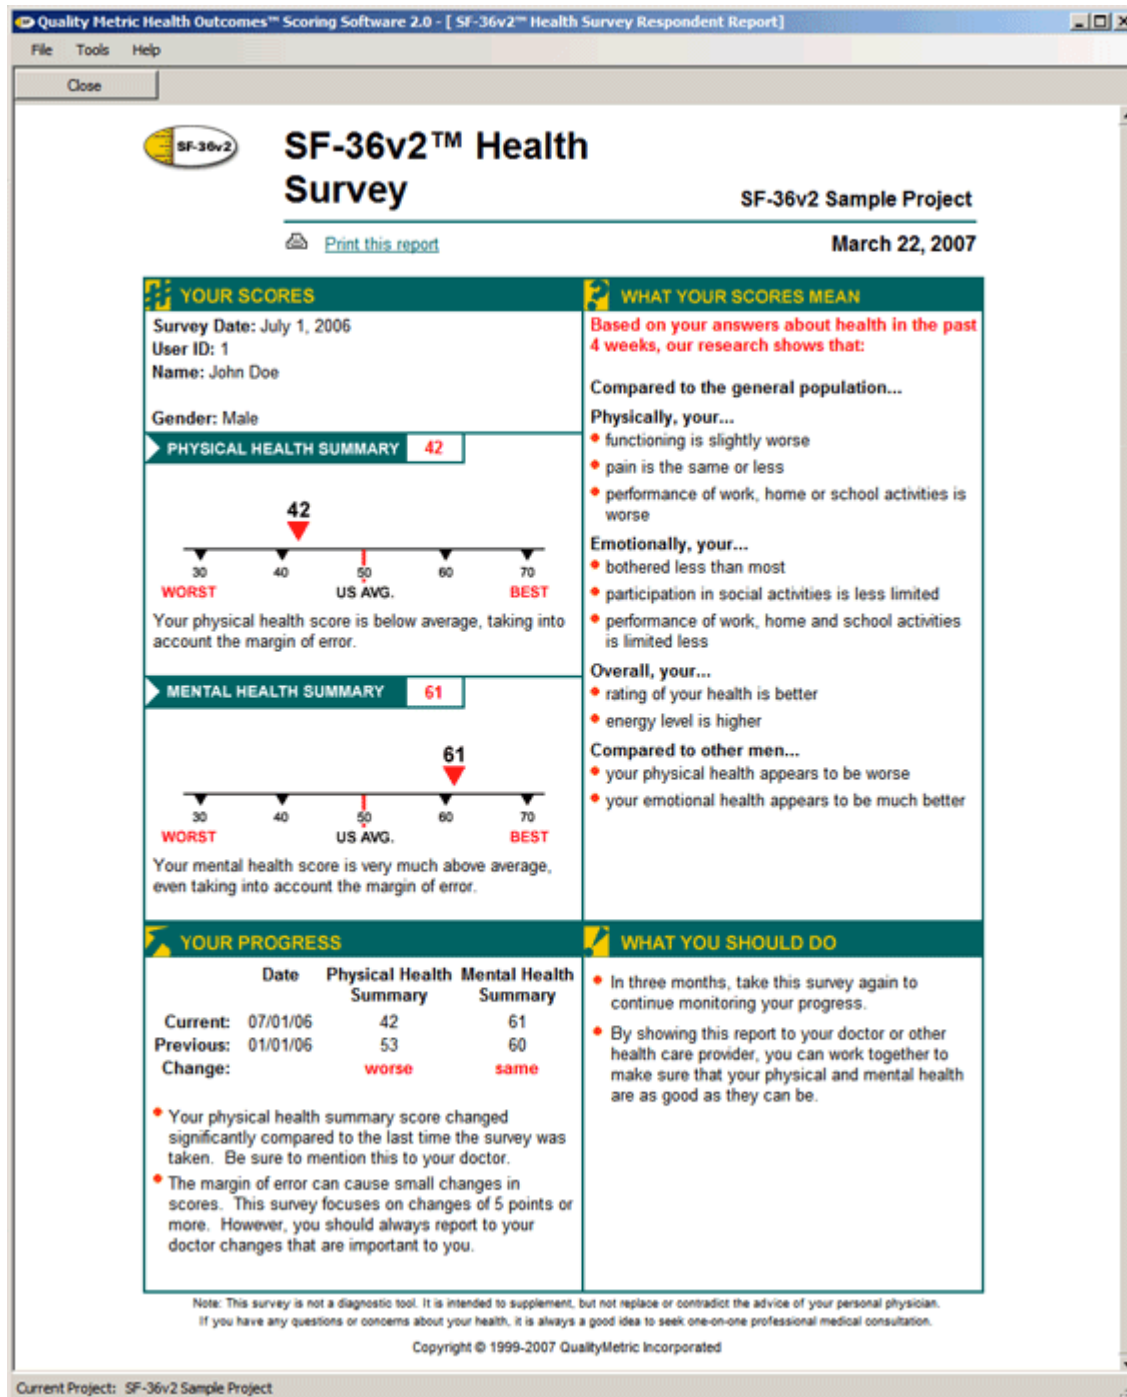 Quality Metric Health Outcomes™ Scoring Software 2.0 - [ SF-36v2™ Health Survey Respondent Report]
File Tools Help
Close
SF-36v2
SF-36v2™ Health
Survey
SF-36v2 Sample Project
Print this report
March 22, 2007
YOUR SCORES
Survey Date: July 1, 2006
User ID: 1
Name: John Doe
Gender: Male
PHYSICAL HEALTH SUMMARY 42
42
30 40 50 60 70
WORST US AVG. BEST
Your physical health score is below average, taking into
account the margin of error.
MENTAL HEALTH SUMMARY 61
61
30 40 50 60 70
WORST US AVG. BEST
Your mental health score is very much above average,
even taking into account the margin of error.
WHAT YOUR SCORES MEAN
Based on your answers about health in the past
4 weeks, our research shows that:
Compared to the general population...
Physically, your...
functioning is slightly worse
pain is the same or less
performance of work, home or school activities is
worse
Emotionally, your...
bothered less than most
participation in social activities is less limited
performance of work, home and school activities
is limited less
Overall, your...
rating of your health is better
energy level is higher
Compared to other men...
your physical health appears to be worse
your emotional health appears to be much better
YOUR PROGRESS
Date Physical Health Mental Health
Summary Summary
Current: 07/01/06 42 61
Previous: 01/01/06 53 60
Change: worse same
Your physical health summary score changed
significantly compared to the last time the survey was
taken. Be sure to mention this to your doctor.
The margin of error can cause small changes in
scores. This survey focuses on changes of 5 points or
more. However, you should always report to your
doctor changes that are important to you.
WHAT YOU SHOULD DO
In three months, take this survey again to
continue monitoring your progress.
By showing this report to your doctor or other
health care provider, you can work together to
make sure that your physical and mental health
are as good as they can be.
Note: This survey is not a diagnostic tool. It is intended to supplement, but not replace or contradict the advice of your personal physician.
If you have any questions or concerns about your health, it is always a good idea to seek one-on-one professional medical consultation.
Copyright © 1999-2007 QualityMetric Incorporated
Current Project: SF-36v2 Sample Project